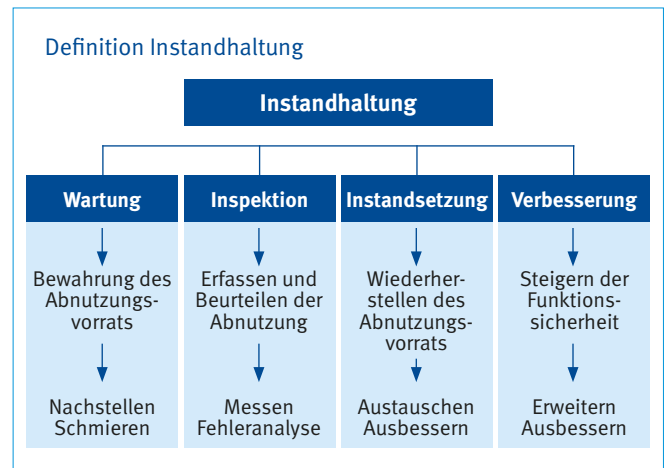 Definition Instandhaltung
Instandhaltung
Wartung
Inspektion
Instandsetzung
Verbesserung
Bewahrung des
Abnutzungs-
vorrats
Erfassen und
Beurteilen der
Abnutzung
Wiederher-
stellen des
Abnutzungs-
vorrats
Steigern der
Funktions-
sicherheit
Nachstellen
Schmieren
Messen
Fehleranalyse
Austauschen
Ausbessern
Erweitern
Ausbessern